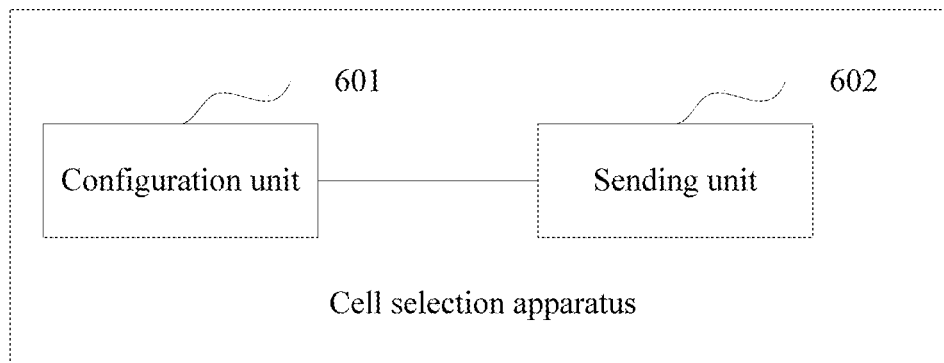 601
602
Configuration unit
Sending unit
Cell selection apparatus